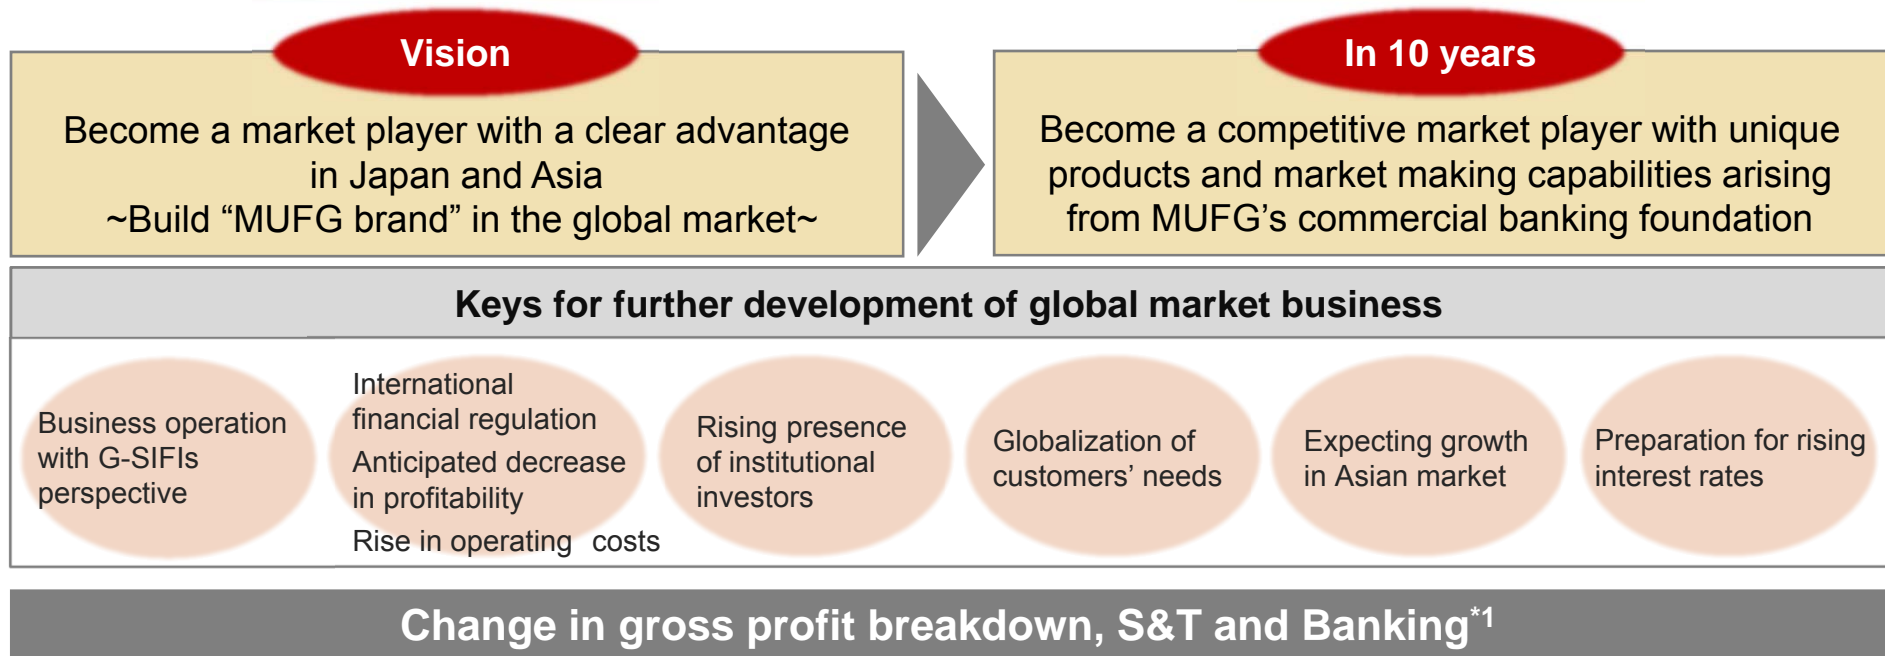 Vision
Become a market player with a clear advantage
in Japan and Asia
~Build “MUFG brand” in the global market~
In 10 years
Become a competitive market player with unique
products and market making capabilities arising
from MUFG’s commercial banking foundation
Keys for further development of global market business
Business operation
with G-SIFIs
perspective
International
financial regulation
Anticipated decrease
in profitability
Rise in operating costs
Rising presence
of institutional
investors
Globalization of
customers’ needs
Expecting growth
in Asian market
Preparation for rising
interest rates
Change in gross profit breakdown, S&T and Banking*1